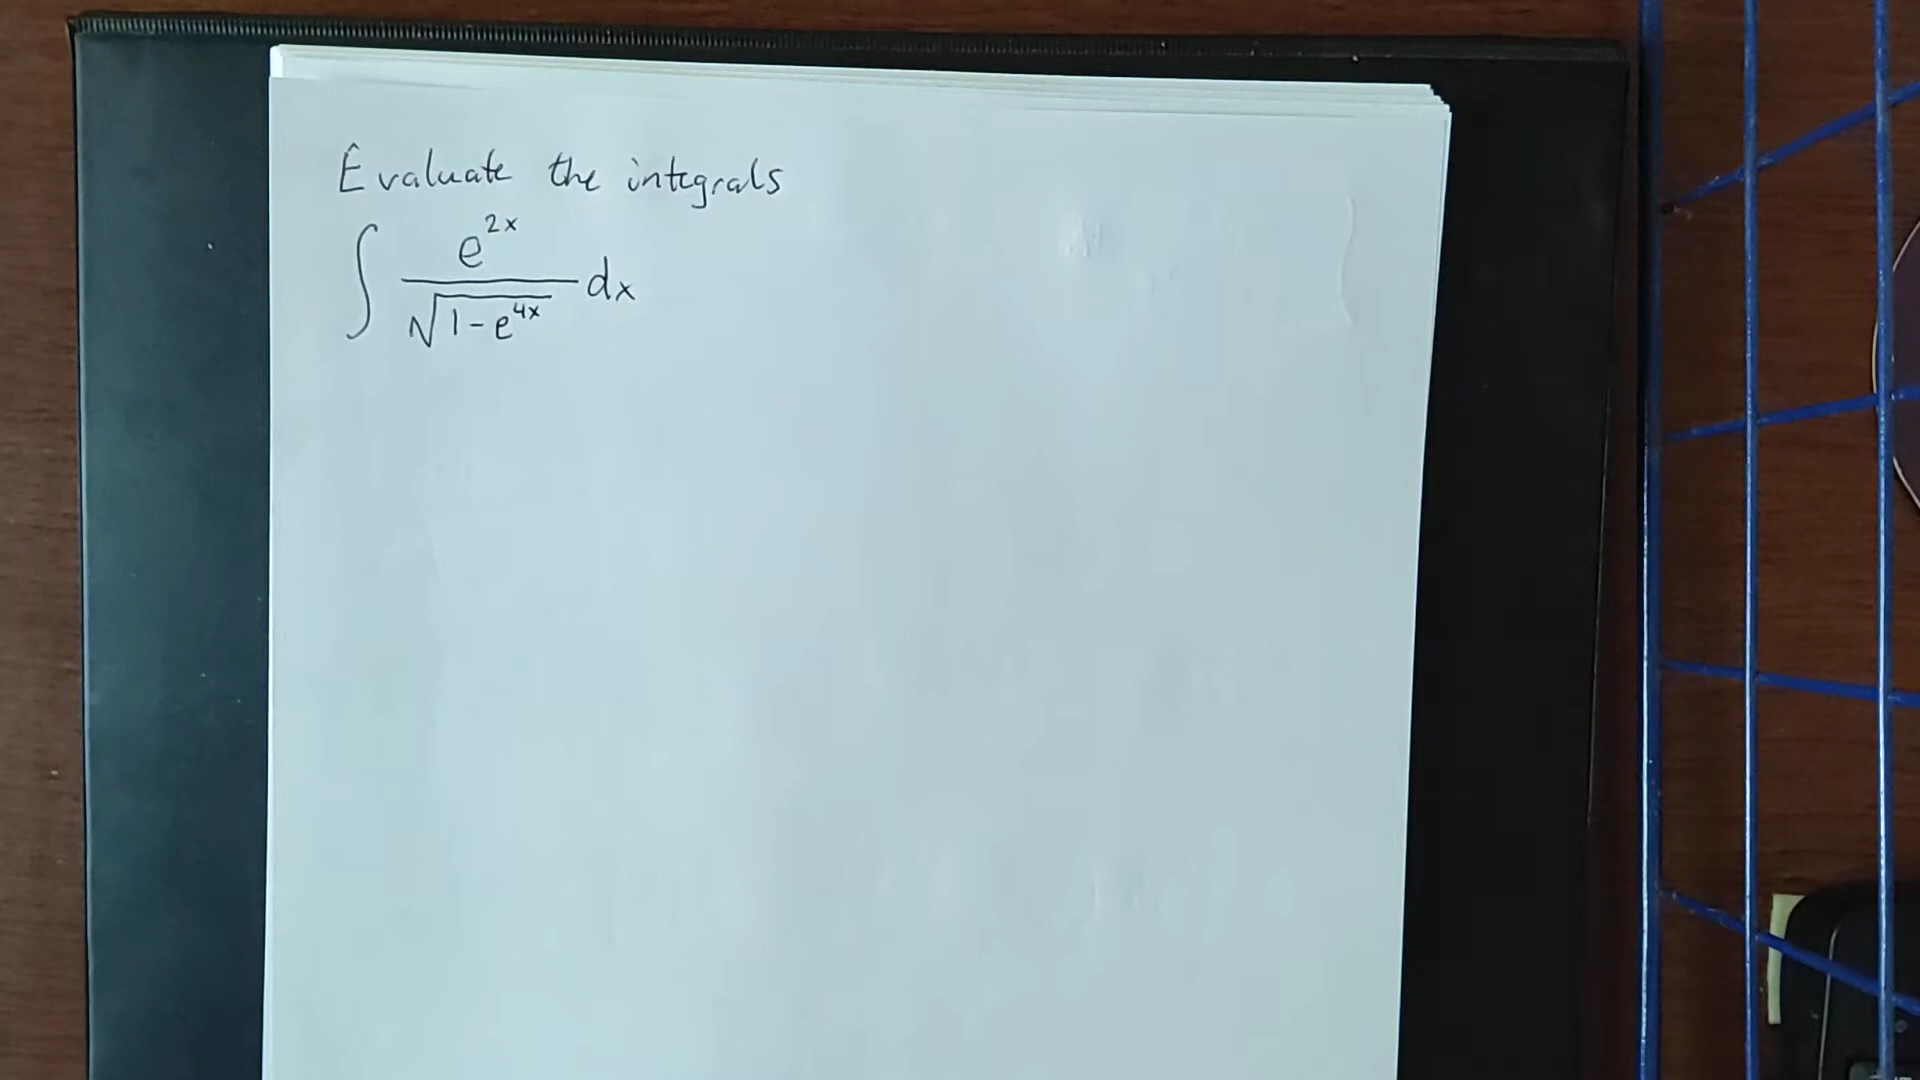 Evaluate the integrals
∫ e^{2x} / √(1-e^{4x}) dx